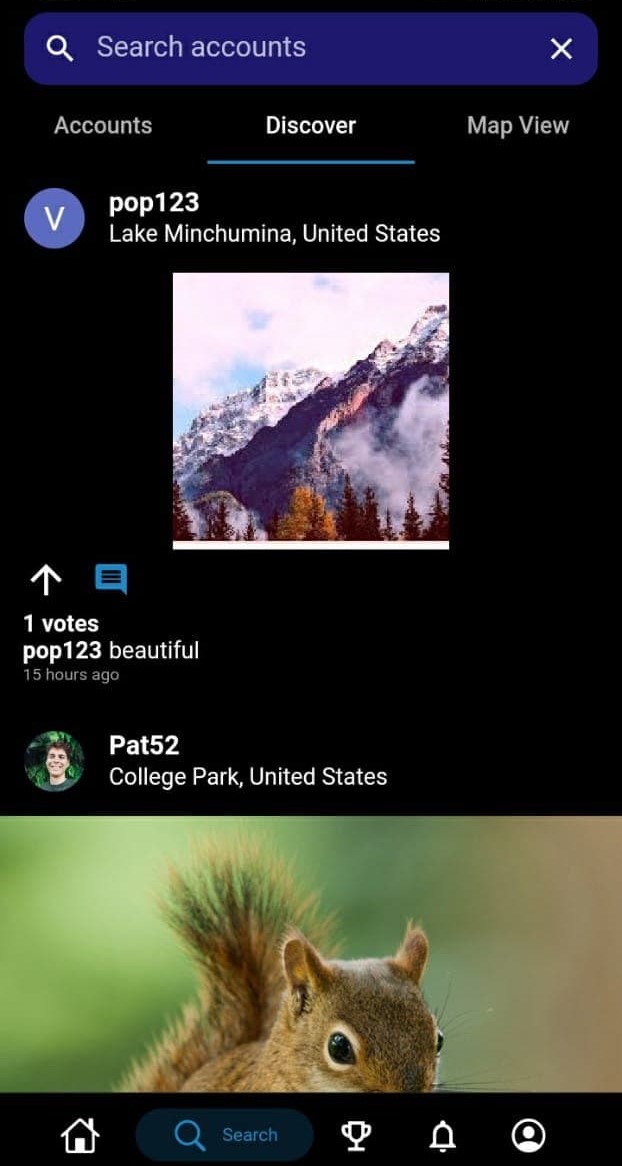 Search accounts
Accounts Discover Map View
V
pop123
Lake Minchumina, United States
1 votes
pop123 beautiful
15 hours ago
Pat52
College Park, United States
Search